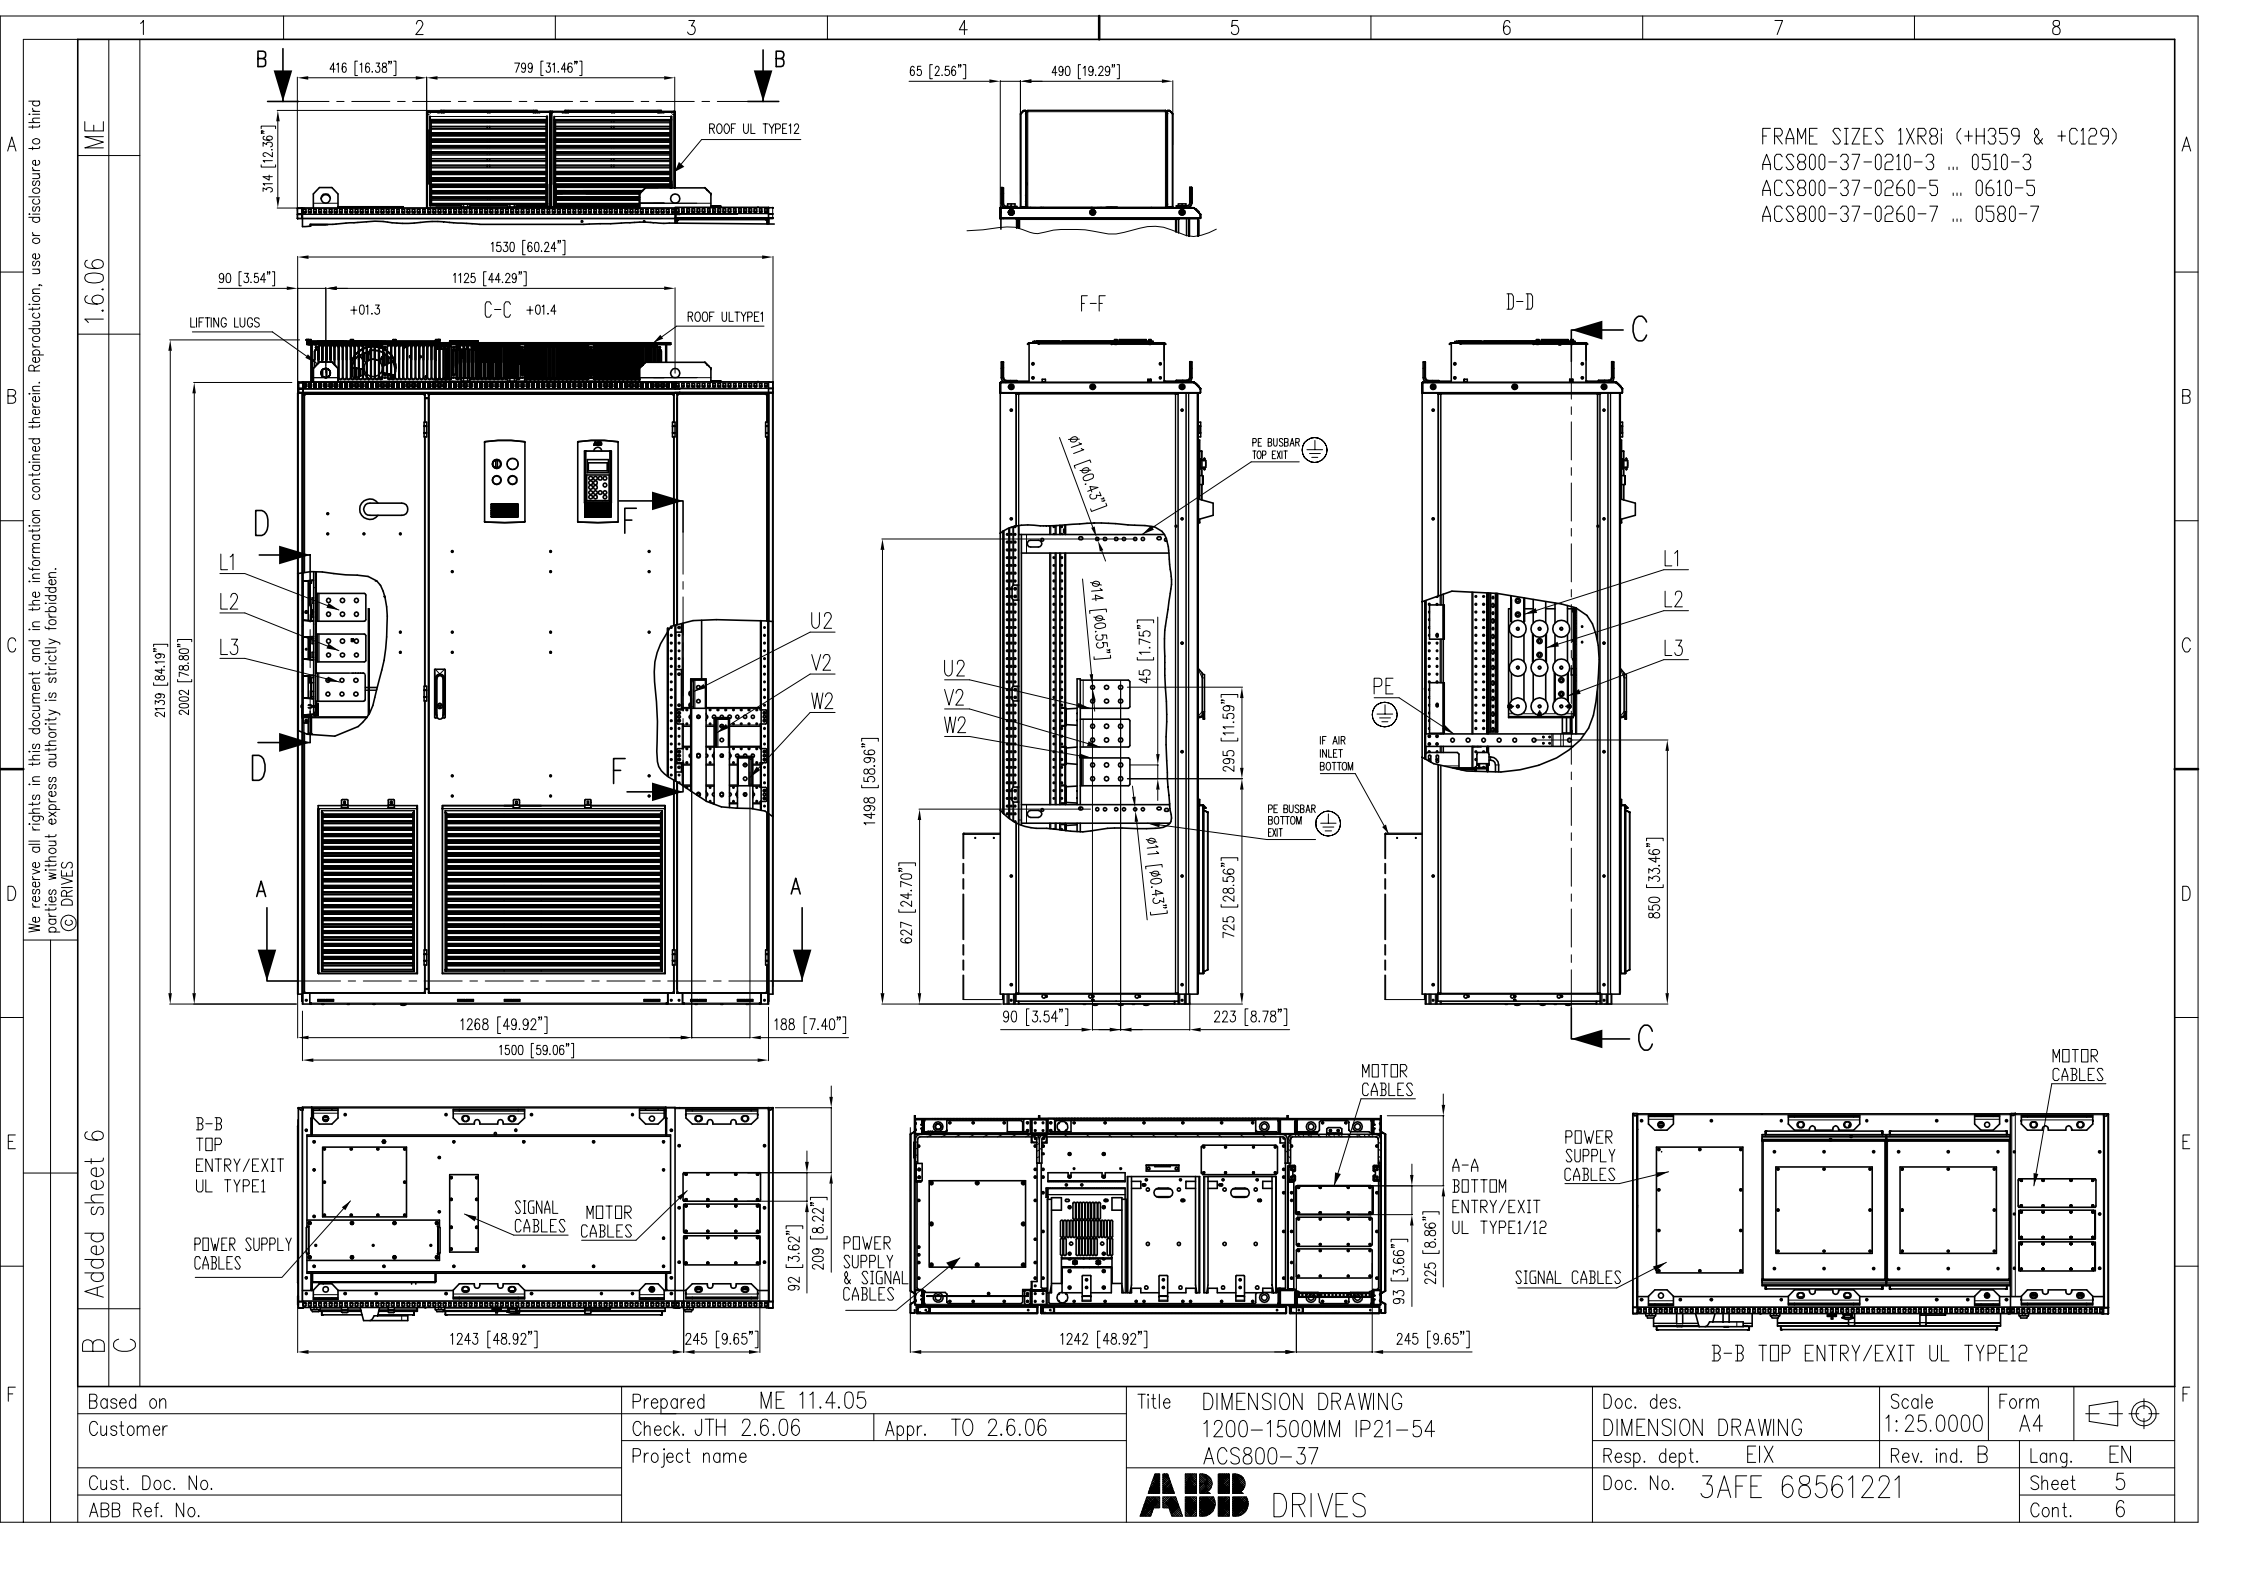 1 2 3 4 5 6 7 8
A
B
C
D
E
F
A
B
C
D
E
F
We reserve all rights in this document and in the information contained therein. Reproduction, use or disclosure to third
parties without express authority is strictly forbidden.
© DRIVES
ME
1.6.06
Added sheet 6
B
C
B
B
416 [16.38"]
799 [31.46"]
314 [12.36"]
ROOF UL TYPE12
65 [2.56"]
490 [19.29"]
FRAME SIZES 1XR8i (+H359 & +C129)
ACS800-37-0210-3 ... 0510-3
ACS800-37-0260-5 ... 0610-5
ACS800-37-0260-7 ... 0580-7
1530 [60.24"]
90 [3.54"]
1125 [44.29"]
+01.3
C-C
+01.4
LIFTING LUGS
ROOF ULTYPE1
2139 [84.19"]
2002 [78.80"]
D
D
L1
L2
L3
F
F
U2
V2
W2
A
A
1268 [49.92"]
188 [7.40"]
1500 [59.06"]
F-F
PE BUSBAR
TOP EXIT
ø11 [ø0.43"]
ø14 [ø0.55"]
45 [1.75"]
U2
V2
W2
295 [11.59"]
1498 [58.96"]
PE BUSBAR
BOTTOM
EXIT
ø11 [ø0.43"]
627 [24.70"]
725 [28.56"]
90 [3.54"]
223 [8.78"]
D-D
C
C
L1
L2
L3
PE
IF AIR
INLET
BOTTOM
850 [33.46"]
B-B
TOP
ENTRY/EXIT
UL TYPE1
POWER SUPPLY
CABLES
SIGNAL
CABLES
MOTOR
CABLES
92 [3.62"]
209 [8.22"]
1243 [48.92"]
245 [9.65"]
MOTOR
CABLES
A-A
BOTTOM
ENTRY/EXIT
UL TYPE1/12
POWER
SUPPLY
& SIGNAL
CABLES
93 [3.66"]
225 [8.86"]
1242 [48.92"]
245 [9.65"]
MOTOR
CABLES
POWER
SUPPLY
CABLES
SIGNAL CABLES
B-B TOP ENTRY/EXIT UL TYPE12
Based on
Customer
Cust. Doc. No.
ABB Ref. No.
Prepared ME 11.4.05
Check. JTH 2.6.06 Appr. TO 2.6.06
Project name
Title DIMENSION DRAWING
1200-1500MM IP21-54
ACS800-37
ABB DRIVES
Doc. des.
DIMENSION DRAWING
Scale
1:25.0000
Form
A4
Resp. dept. EIX
Rev. ind. B
Lang. EN
Doc. No. 3AFE 68561221
Sheet 5
Cont. 6